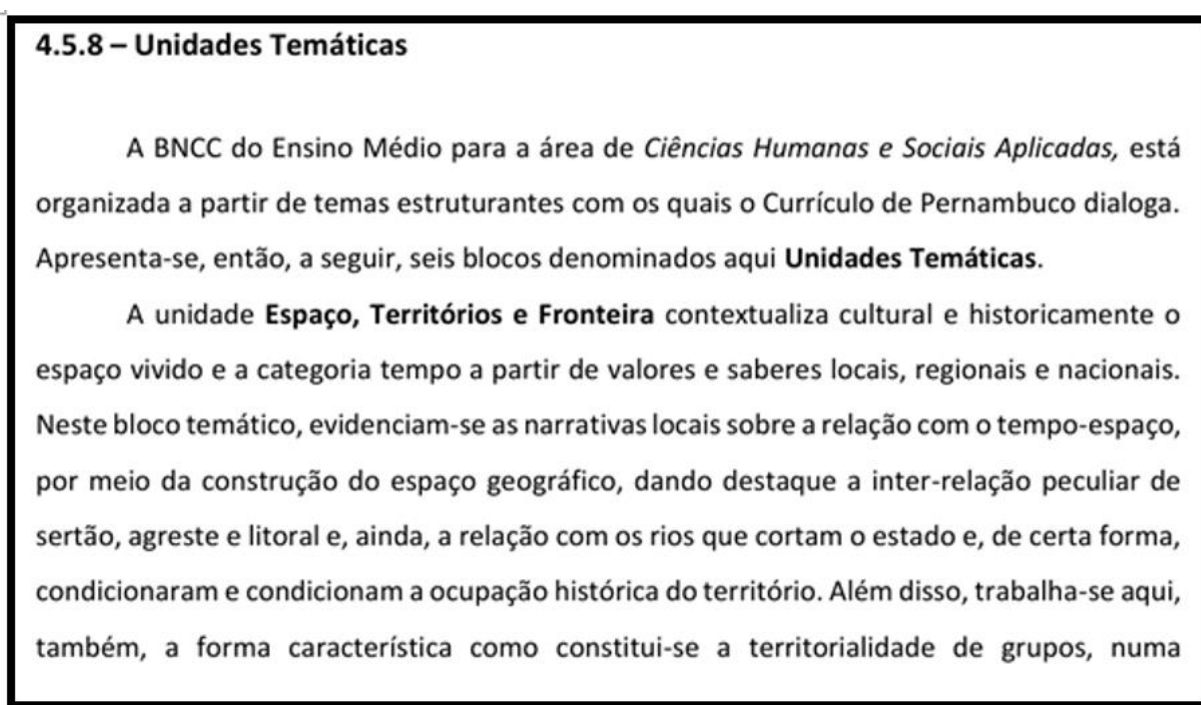 4.5.8 – Unidades Temáticas
A BNCC do Ensino Médio para a área de Ciências Humanas e Sociais Aplicadas, está
organizada a partir de temas estruturantes com os quais o Currículo de Pernambuco dialoga.
Apresenta-se, então, a seguir, seis blocos denominados aqui Unidades Temáticas.
A unidade Espaço, Territórios e Fronteira contextualiza cultural e historicamente o
espaço vivido e a categoria tempo a partir de valores e saberes locais, regionais e nacionais.
Neste bloco temático, evidenciam-se as narrativas locais sobre a relação com o tempo-espaço,
por meio da construção do espaço geográfico, dando destaque a inter-relação peculiar de
sertão, agreste e litoral e, ainda, a relação com os rios que cortam o estado e, de certa forma,
condicionaram e condicionam a ocupação histórica do território. Além disso, trabalha-se aqui,
também, a forma característica como constitui-se a territorialidade de grupos, numa